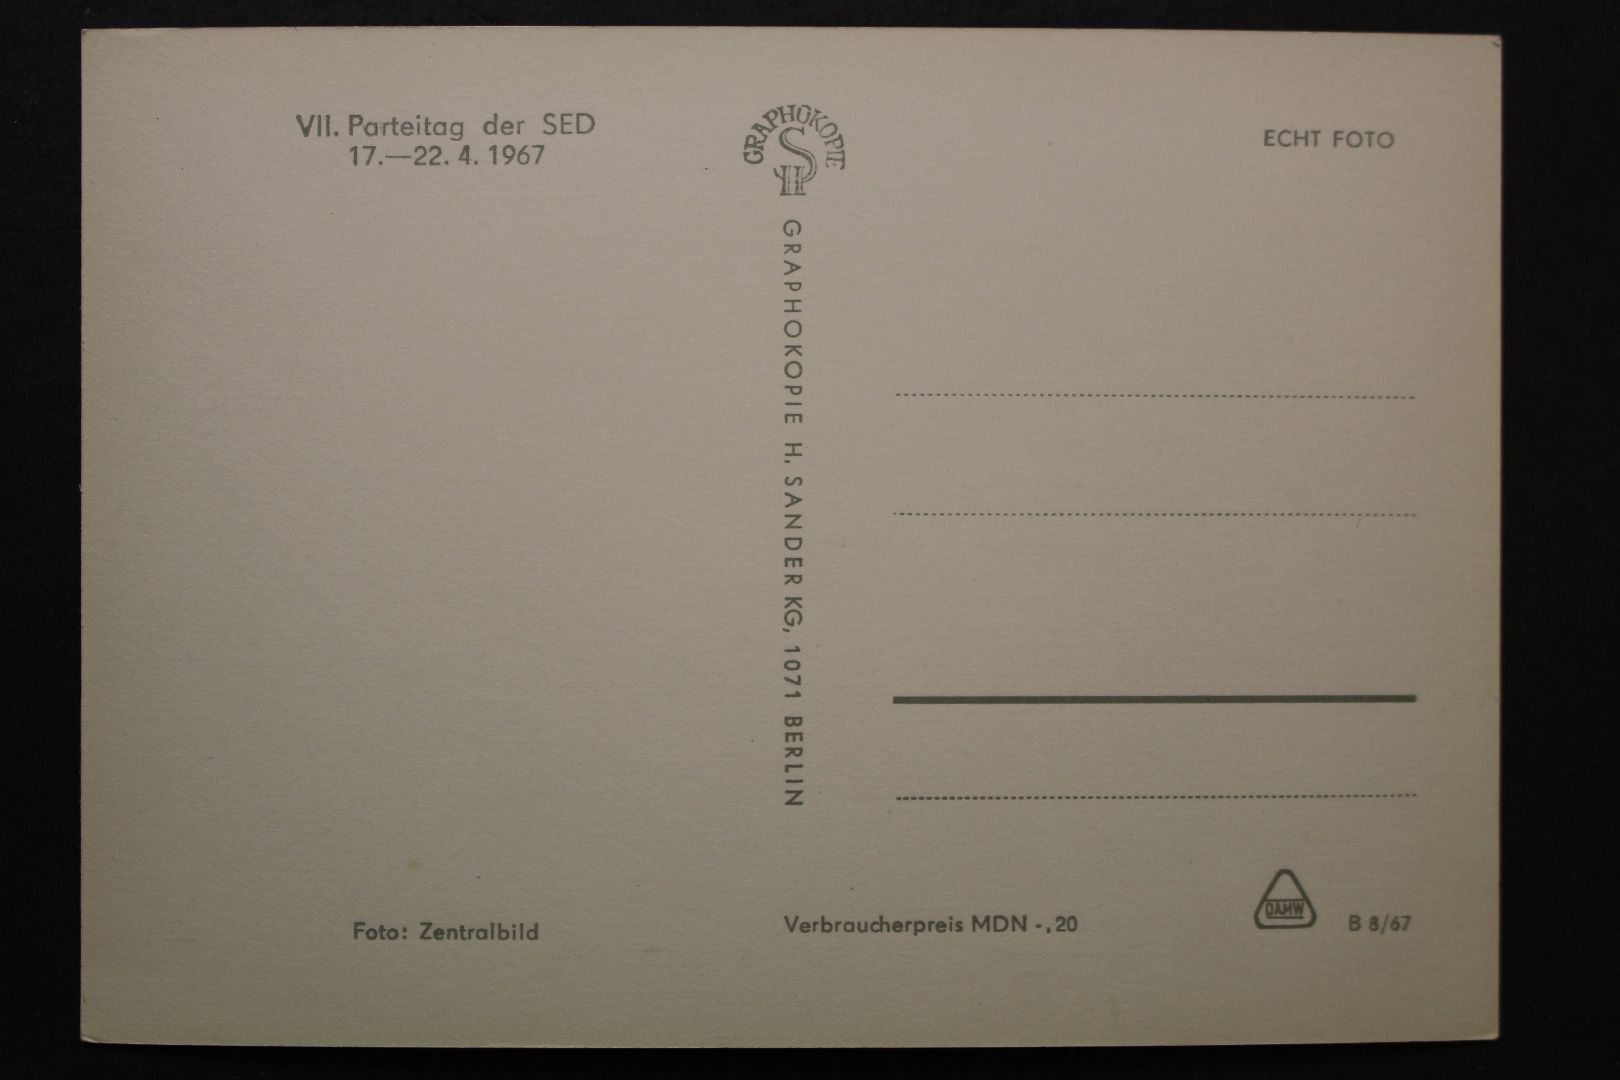 VII. Parteitag der SED
17.—22. 4. 1967
GRAPHOKOPIE
GRAPHOKOPIE H. SANDER KG, 1071 BERLIN
ECHT FOTO
Foto: Zentralbild
Verbraucherpreis MDN -,20
DAMW
B 8/67